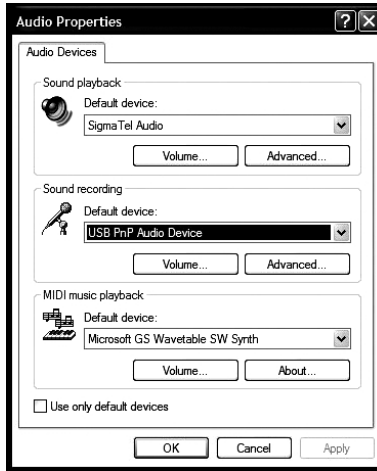 Audio Properties
Audio Devices
Sound playback
Default device:
SigmaTel Audio
Volume... Advanced...
Sound recording
Default device:
USB PnP Audio Device
Volume... Advanced...
MIDI music playback
Default device:
Microsoft GS Wavetable SW Synth
Volume... About...
Use only default devices
OK Cancel Apply